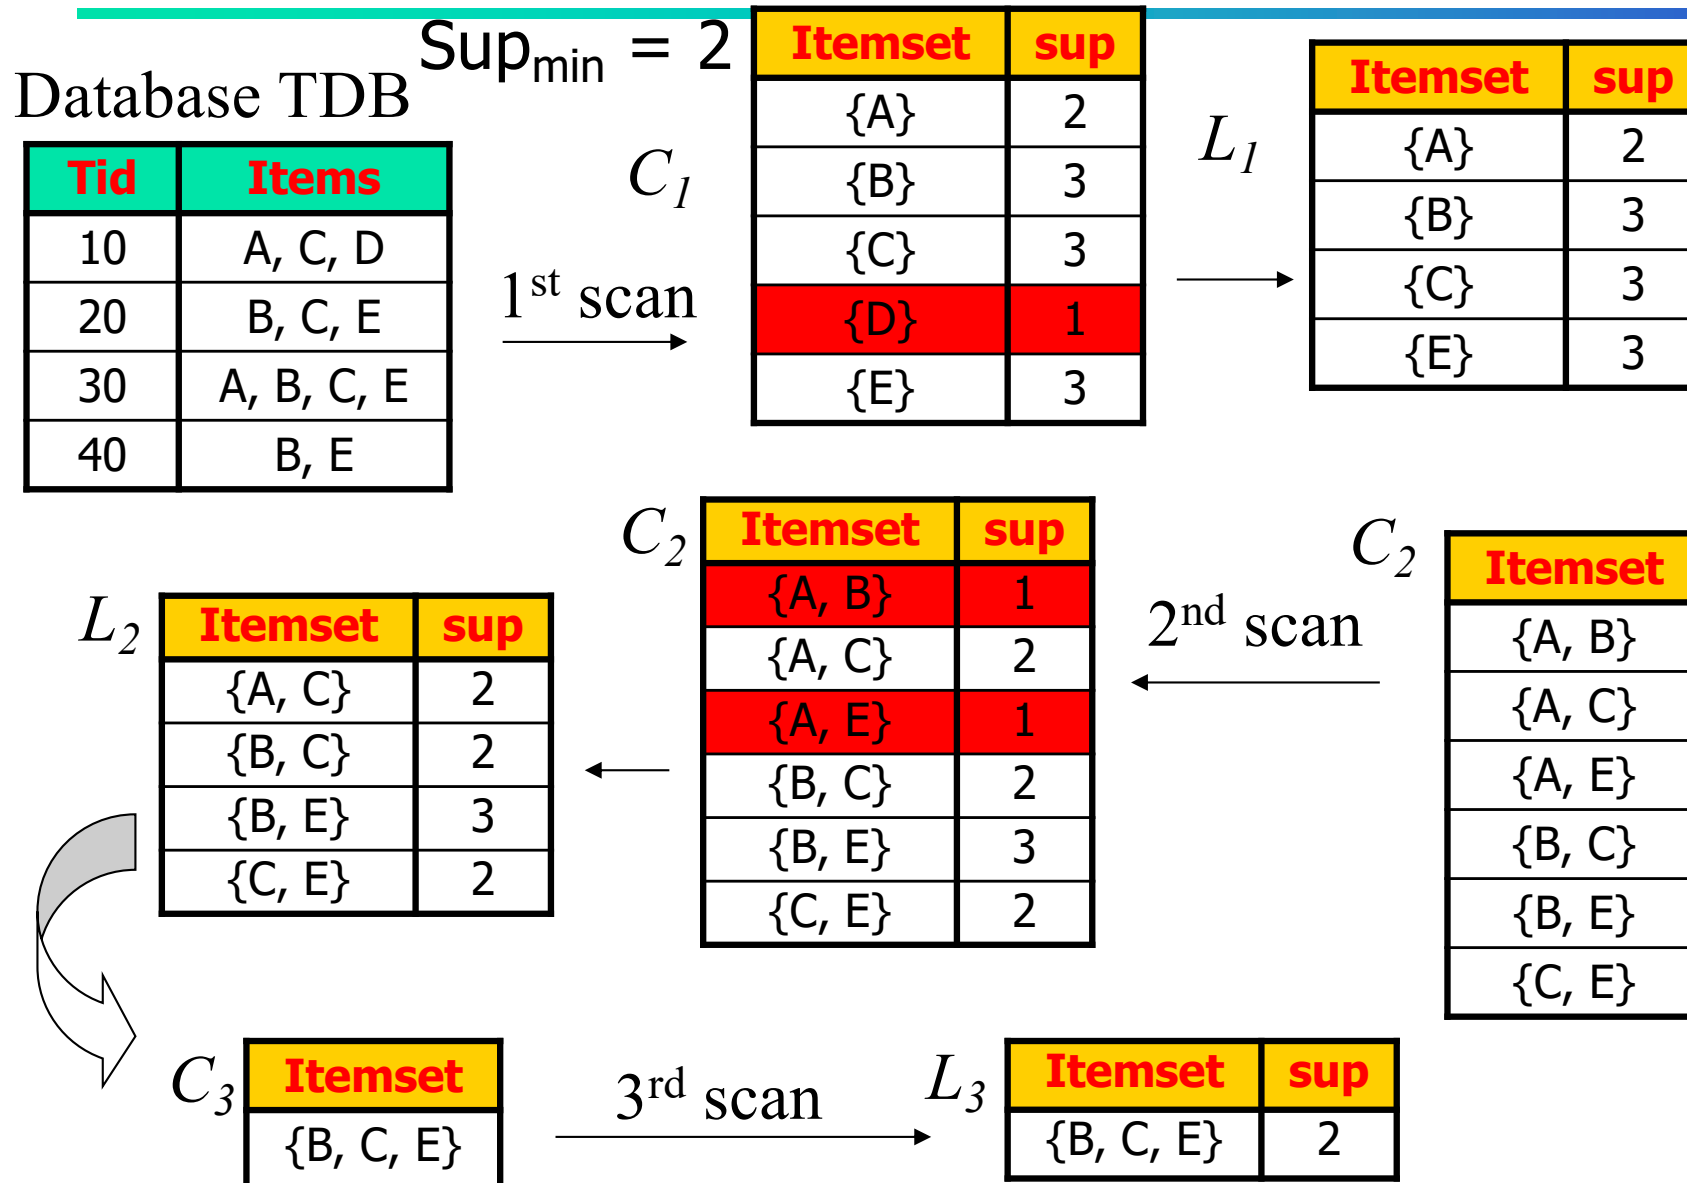 Sup_min = 2
Database TDB
Tid Items
10 A, C, D
20 B, C, E
30 A, B, C, E
40 B, E
1st scan
C1
Itemset sup
{A} 2
{B} 3
{C} 3
{D} 1
{E} 3
L1
Itemset sup
{A} 2
{B} 3
{C} 3
{E} 3
C2
Itemset
{A, B}
{A, C}
{A, E}
{B, C}
{B, E}
{C, E}
2nd scan
C2
Itemset sup
{A, B} 1
{A, C} 2
{A, E} 1
{B, C} 2
{B, E} 3
{C, E} 2
L2
Itemset sup
{A, C} 2
{B, C} 2
{B, E} 3
{C, E} 2
C3
Itemset
{B, C, E}
3rd scan
L3
Itemset sup
{B, C, E} 2